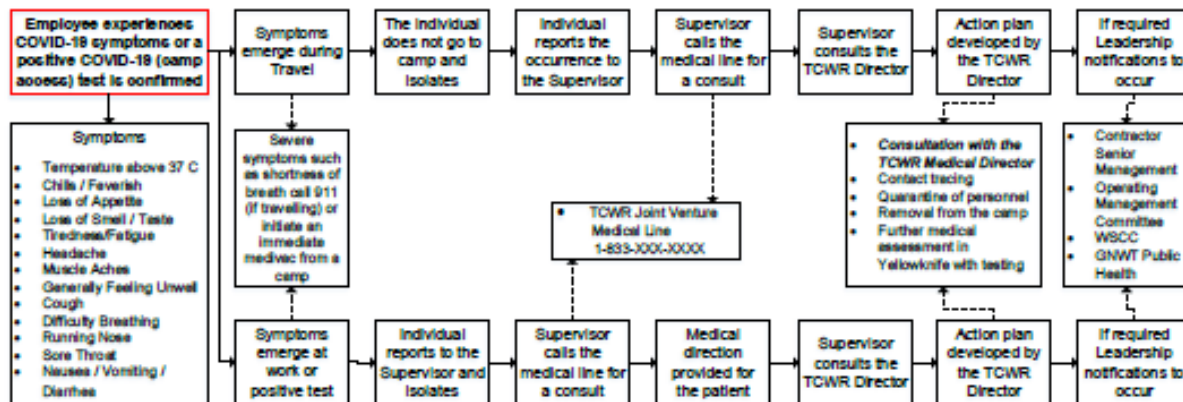 Employee experiences
COVID-19 symptoms or a
positive COVID-19 (camp
access) test is confirmed
Symptoms
emerge during
Travel
The individual
does not go to
camp and
isolates
Individual
reports the
occurrence to
the Supervisor
Supervisor
calls the
medical line for
a consult
Supervisor
consults the
TCWR Director
Action plan
developed by
the TCWR
Director
If required
Leadership
notifications to
occur
Symptoms
• Temperature above 37 C
• Chills / Feverish
• Loss of Appetite
• Loss of Smell / Taste
• Tiredness/Fatigue
• Headache
• Muscle Aches
• Generally Feeling Unwell
• Cough
• Difficulty Breathing
• Running Nose
• Sore Throat
• Nausea / Vomiting /
Diarrhea
Severe
symptoms such
as shortness of
breath call 911
(if travelling) or
initiate an
immediate
medivac from a
camp
• TCWR Joint Venture
Medical Line
1-833-XXX-XXXX
• Consultation with the
TCWR Medical Director
• Contact tracing
• Quarantine of personnel
• Removal from the camp
• Further medical
assessment in
Yellowknife with testing
• Contractor
Senior
Management
• Operating
Management
Committee
• WSCC
• GNWT Public
Health
Symptoms
emerge at
work or
positive test
Individual
reports to the
Supervisor and
Isolates
Supervisor
calls the
medical line for
a consult
Medical
direction
provided for
the patient
Supervisor
consults the
TCWR Director
Action plan
developed by
the TCWR
Director
If required
Leadership
notifications to
occur